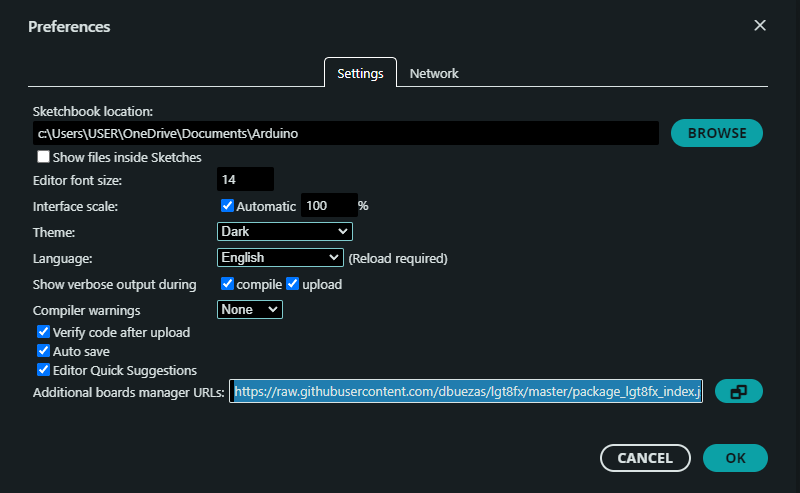 Preferences
Settings Network
Sketchbook location:
c:\Users\USER\OneDrive\Documents\Arduino BROWSE
Show files inside Sketches
Editor font size: 14
Interface scale: Automatic 100 %
Theme: Dark
Language: English (Reload required)
Show verbose output during compile upload
Compiler warnings None
Verify code after upload
Auto save
Editor Quick Suggestions
Additional boards manager URLs: https://raw.githubusercontent.com/dbuezas/lgt8fx/master/package_lgt8fx_index.j
CANCEL OK